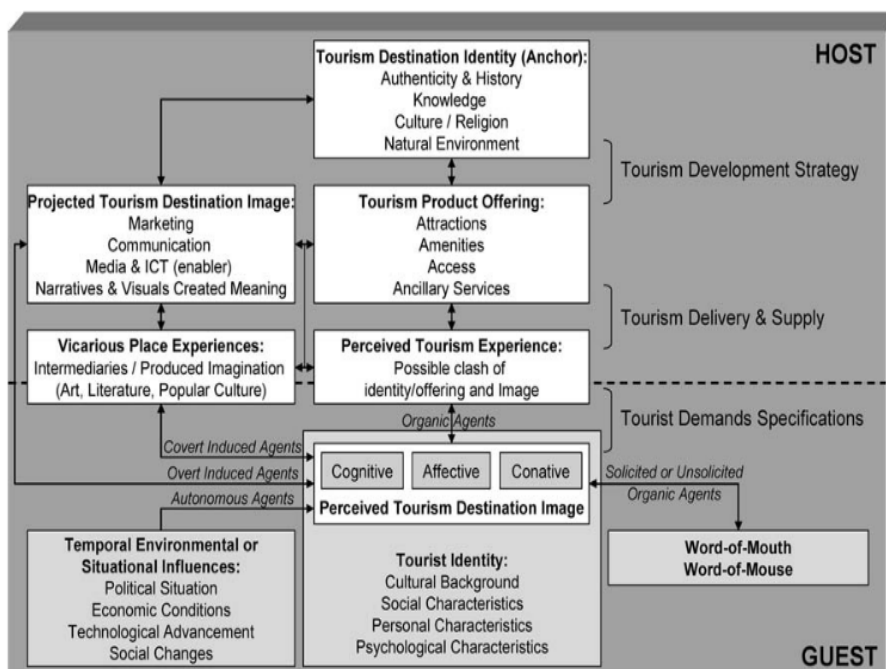 HOST
Tourism Destination Identity (Anchor):
Authenticity & History
Knowledge
Culture / Religion
Natural Environment
Tourism Development Strategy
Projected Tourism Destination Image:
Marketing
Communication
Media & ICT (enabler)
Narratives & Visuals Created Meaning
Tourism Product Offering:
Attractions
Amenities
Access
Ancillary Services
Tourism Delivery & Supply
Vicarious Place Experiences:
Intermediaries / Produced Imagination
(Art, Literature, Popular Culture)
Perceived Tourism Experience:
Possible clash of
identity/offering and Image
Tourist Demands Specifications
Organic Agents
Covert Induced Agents
Overt Induced Agents
Autonomous Agents
Cognitive
Affective
Conative
Perceived Tourism Destination Image
Solicited or Unsolicited
Organic Agents
Temporal Environmental or
Situational Influences:
Political Situation
Economic Conditions
Technological Advancement
Social Changes
Tourist Identity:
Cultural Background
Social Characteristics
Personal Characteristics
Psychological Characteristics
Word-of-Mouth
Word-of-Mouse
GUEST